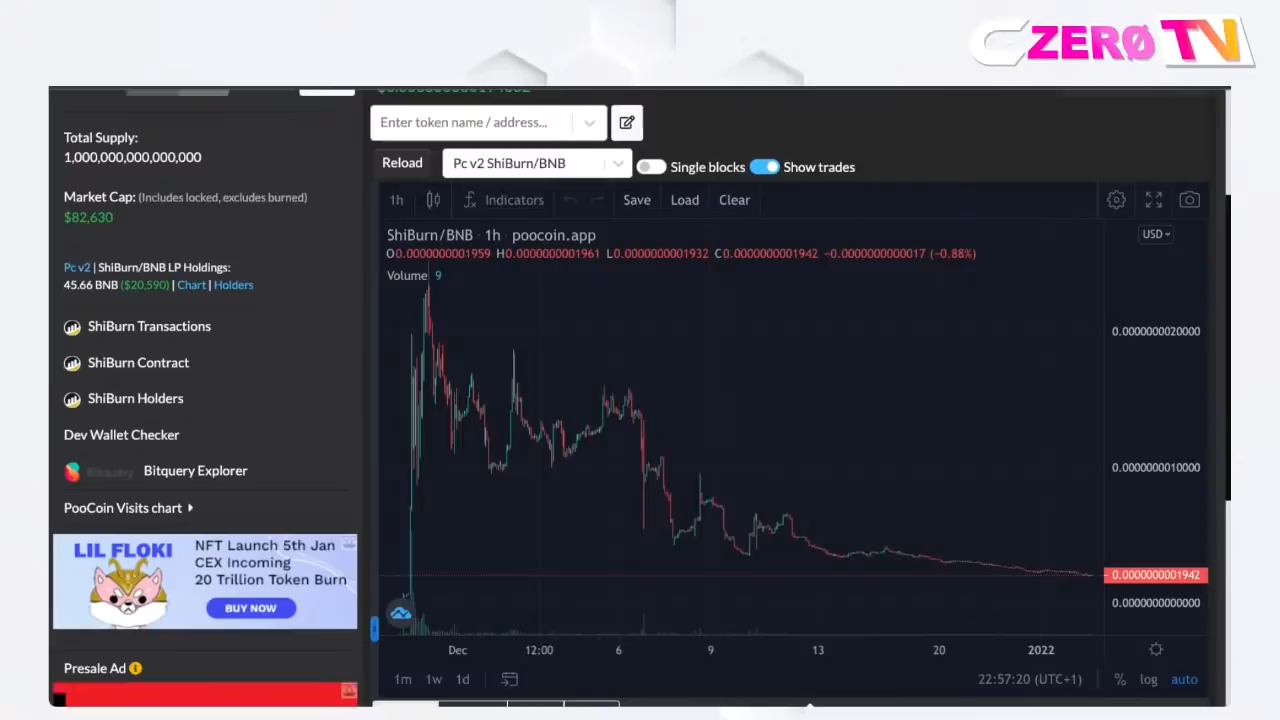 CZERØ TV
Total Supply:
1,000,000,000,000,000
Market Cap: (Includes locked, excludes burned)
$82,630
Pc v2 | ShiBurn/BNB LP Holdings:
45.66 BNB ($20,590) | Chart | Holders
ShiBurn Transactions
ShiBurn Contract
ShiBurn Holders
Dev Wallet Checker
Bitquery Explorer
PooCoin Visits chart
LIL FLOKI
NFT Launch 5th Jan
CEX Incoming
20 Trillion Token Burn
BUY NOW
Presale Ad
Enter token name / address...
Reload
Pc v2 ShiBurn/BNB
Single blocks
Show trades
1h
Indicators
Save
Load
Clear
ShiBurn/BNB · 1h · poocoin.app
USD
O0.0000000001959 H0.0000000001961 L0.0000000001932 C0.0000000001942 −0.0000000000017 (−0.88%)
Volume 9
0.0000000020000
0.0000000010000
0.0000000001942
0.0000000000000
Dec 12:00 6 9 13 20 2022
1m 1w 1d
22:57:20 (UTC+1)
% log auto